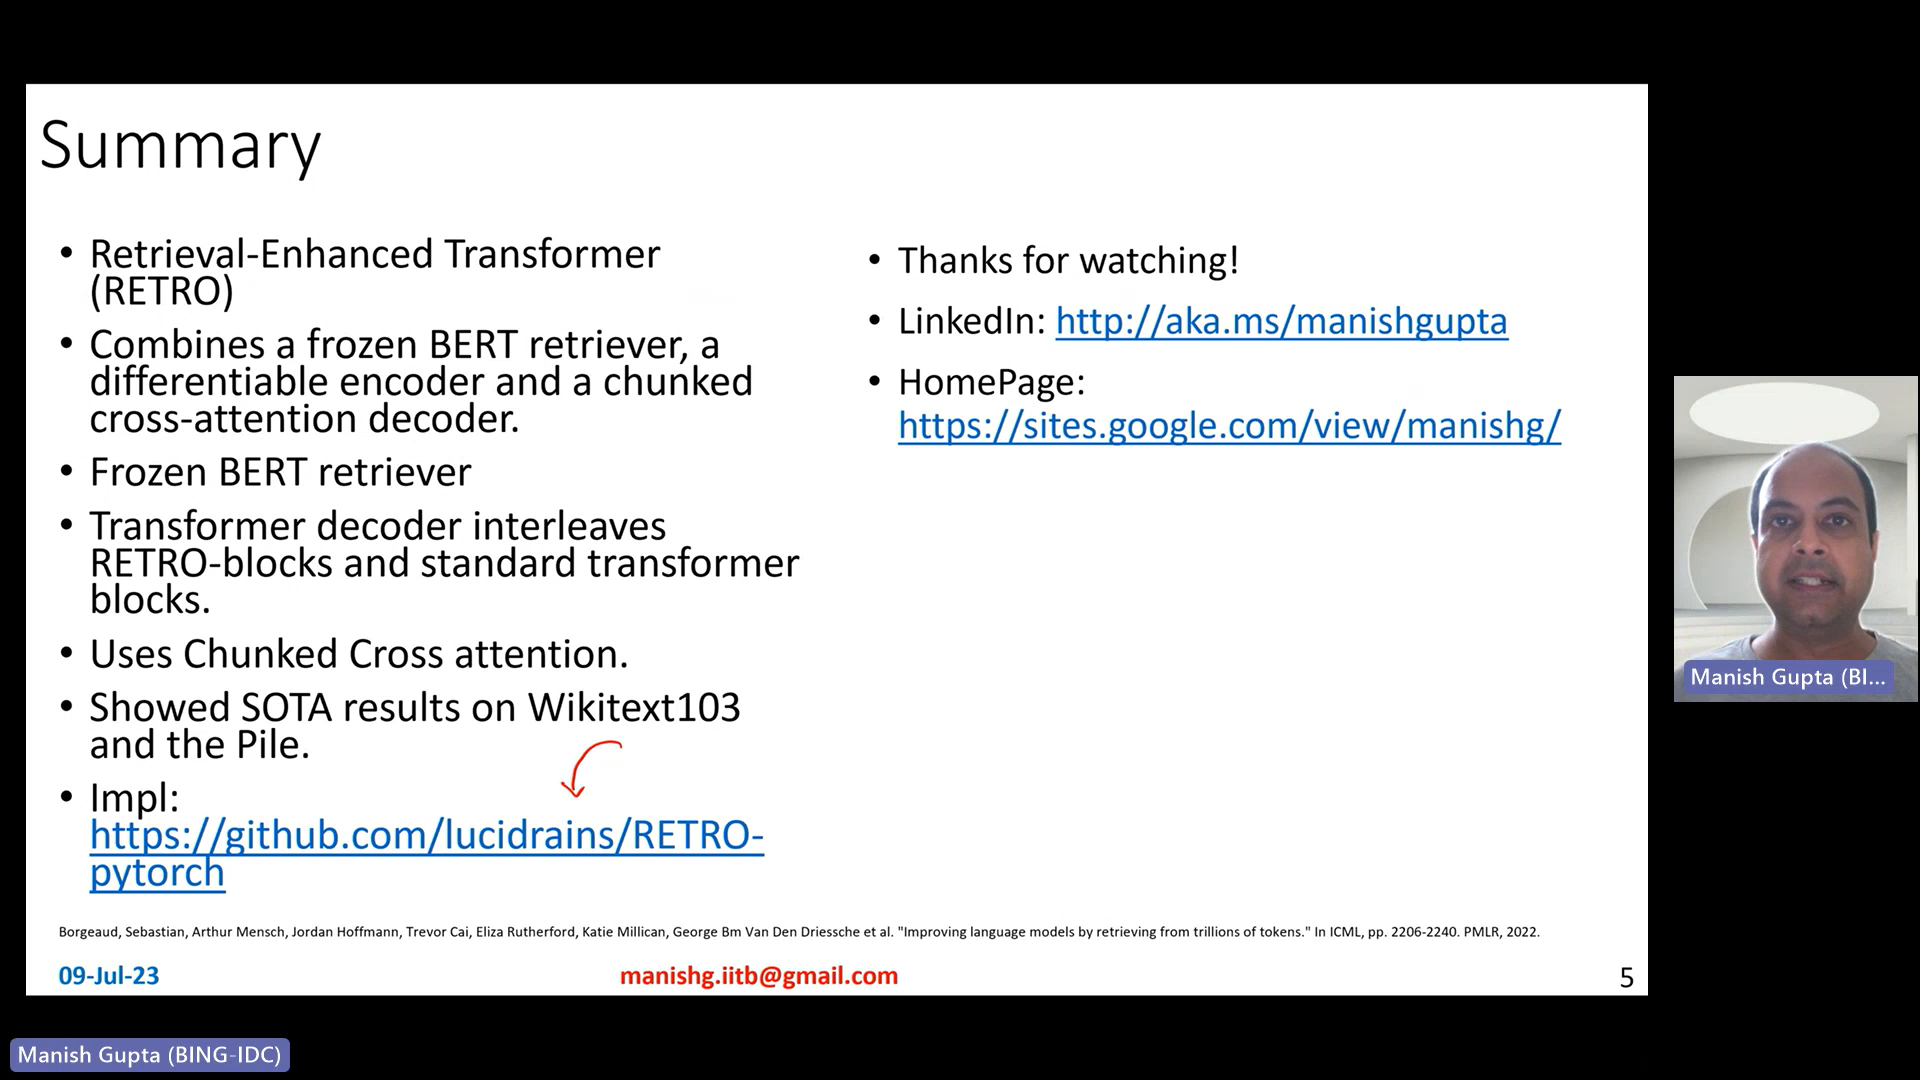 Summary
• Retrieval-Enhanced Transformer
(RETRO)
• Combines a frozen BERT retriever, a
differentiable encoder and a chunked
cross-attention decoder.
• Frozen BERT retriever
• Transformer decoder interleaves
RETRO-blocks and standard transformer
blocks.
• Uses Chunked Cross attention.
• Showed SOTA results on Wikitext103
and the Pile.
• Impl:
https://github.com/lucidrains/RETRO-
pytorch
• Thanks for watching!
• LinkedIn: http://aka.ms/manishgupta
• HomePage:
https://sites.google.com/view/manishg/
Borgeaud, Sebastian, Arthur Mensch, Jordan Hoffmann, Trevor Cai, Eliza Rutherford, Katie Millican, George Bm Van Den Driessche et al. "Improving language models by retrieving from trillions of tokens." In ICML, pp. 2206-2240. PMLR, 2022.
09-Jul-23
manishg.iitb@gmail.com
5
Manish Gupta (BI...
Manish Gupta (BING-IDC)